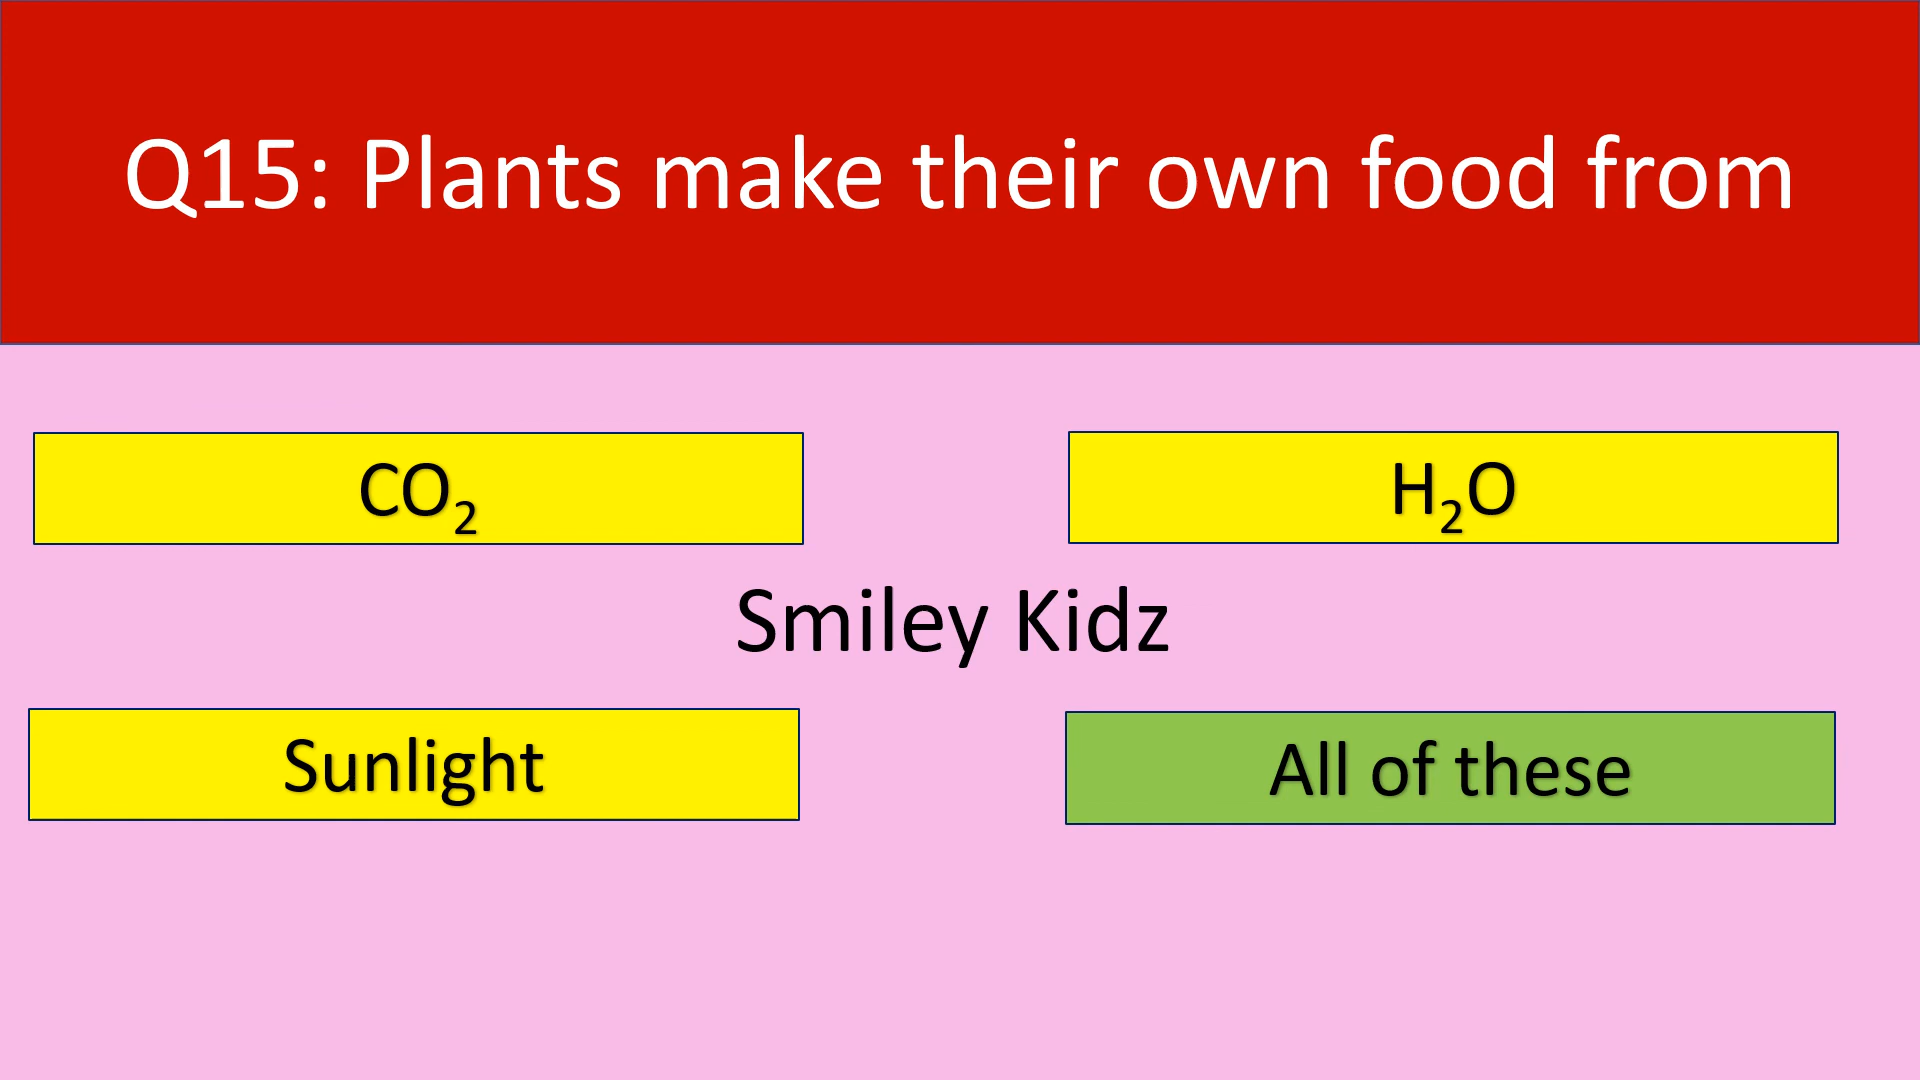 Q15: Plants make their own food from
CO₂
H₂O
Smiley Kidz
Sunlight
All of these